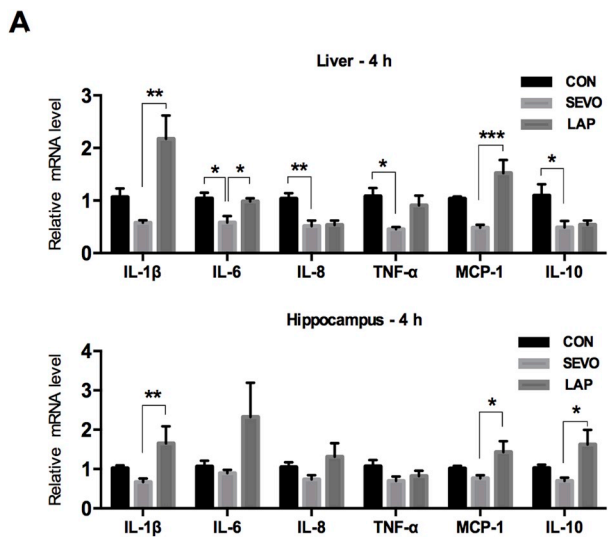 A
Liver - 4 h
CON
SEVO
LAP
Relative mRNA level
3
2
1
0
** * * ** * *** *
IL-1β IL-6 IL-8 TNF-α MCP-1 IL-10
Hippocampus - 4 h
CON
SEVO
LAP
Relative mRNA level
4
3
2
1
0
** * *
IL-1β IL-6 IL-8 TNF-α MCP-1 IL-10